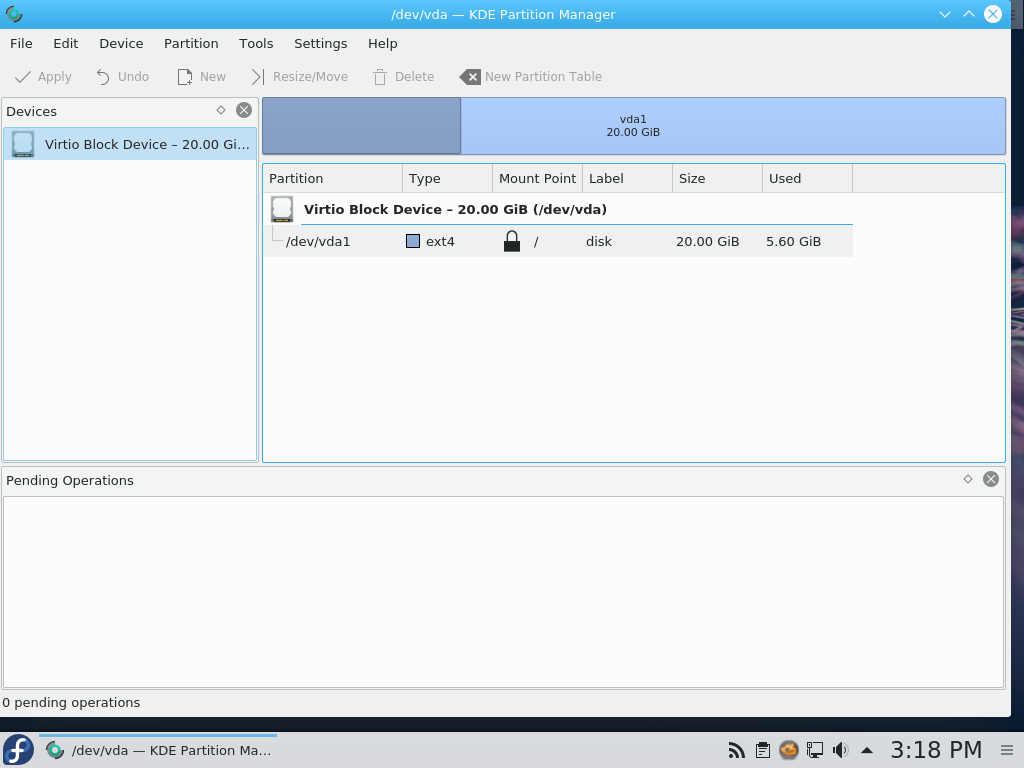 /dev/vda — KDE Partition Manager
File Edit Device Partition Tools Settings Help
Apply Undo New Resize/Move Delete New Partition Table
Devices
Virtio Block Device – 20.00 Gi...
vda1
20.00 GiB
Partition Type Mount Point Label Size Used
Virtio Block Device – 20.00 GiB (/dev/vda)
/dev/vda1 ext4 / disk 20.00 GiB 5.60 GiB
Pending Operations
0 pending operations
/dev/vda — KDE Partition Ma...
3:18 PM